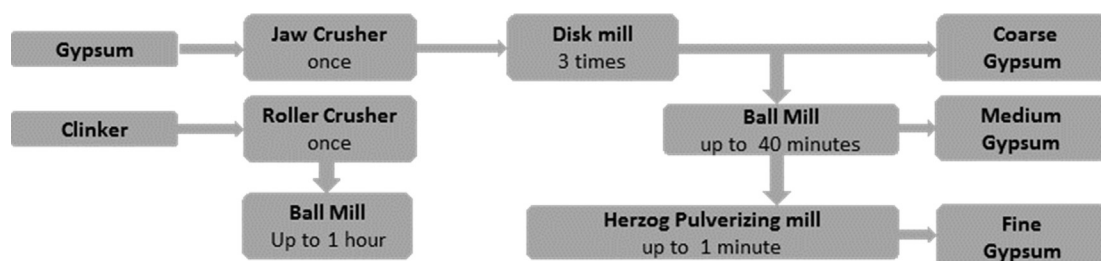 Gypsum
Jaw Crusher
once
Disk mill
3 times
Coarse
Gypsum
Clinker
Roller Crusher
once
Ball Mill
up to  40 minutes
Medium
Gypsum
Ball Mill
Up to 1 hour
Herzog Pulverizing mill
up to  1 minute
Fine
Gypsum